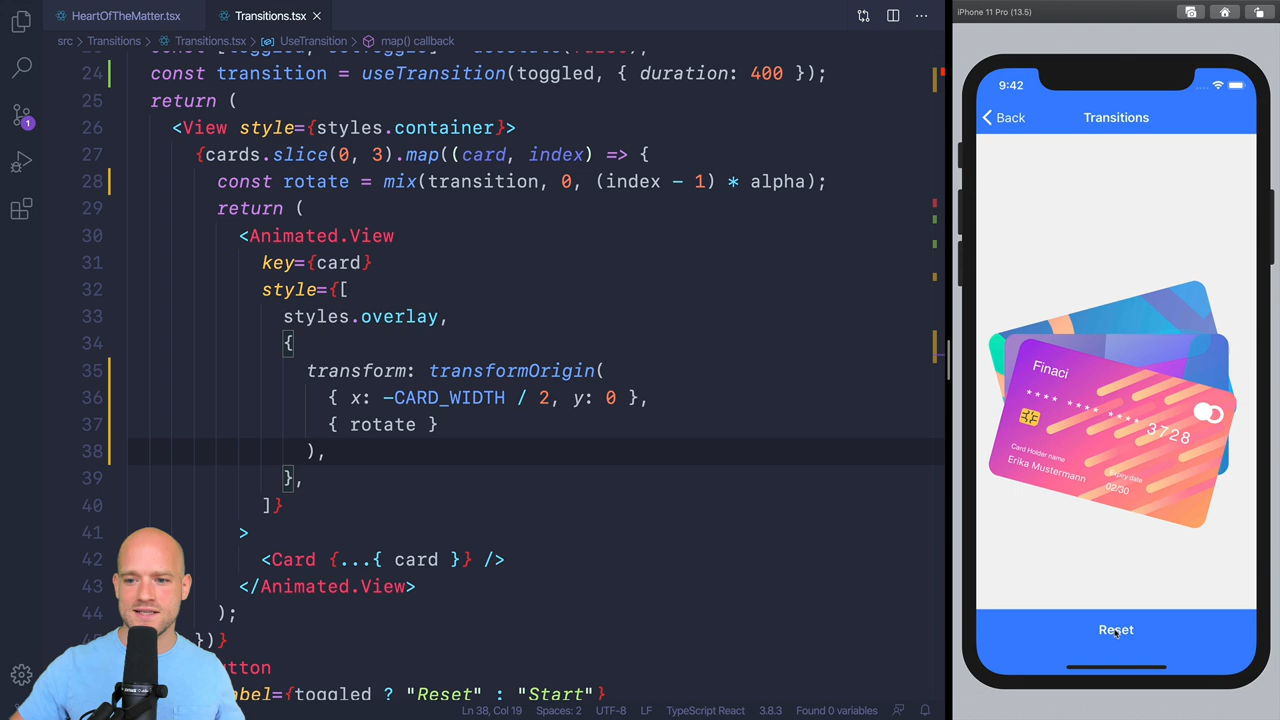 HeartOfTheMatter.tsx
Transitions.tsx
src > Transitions > Transitions.tsx > UseTransition > map() callback
24 const transition = useTransition(toggled, { duration: 400 });
25 return (
26 <View style={styles.container}>
27 {cards.slice(0, 3).map((card, index) => {
28 const rotate = mix(transition, 0, (index - 1) * alpha);
29 return (
30 <Animated.View
31 key={card}
32 style={[
33 styles.overlay,
34 {
35 transform: transformOrigin(
36 { x: -CARD_WIDTH / 2, y: 0 },
37 { rotate }
38 ),
39 },
40 ]}
41 >
42 <Card {...{ card }} />
43 </Animated.View>
44 );
})}
utton
label={toggled ? "Reset" : "Start"}
1
Ln 38, Col 19
Spaces: 2
UTF-8
LF
TypeScript React
3.8.3
Found 0 variables
iPhone 11 Pro (13.5)
9:42
Back
Transitions
Finaci
**** **** **** 3728
Card Holder name
Erika Mustermann
Expiry date
02/30
Reset